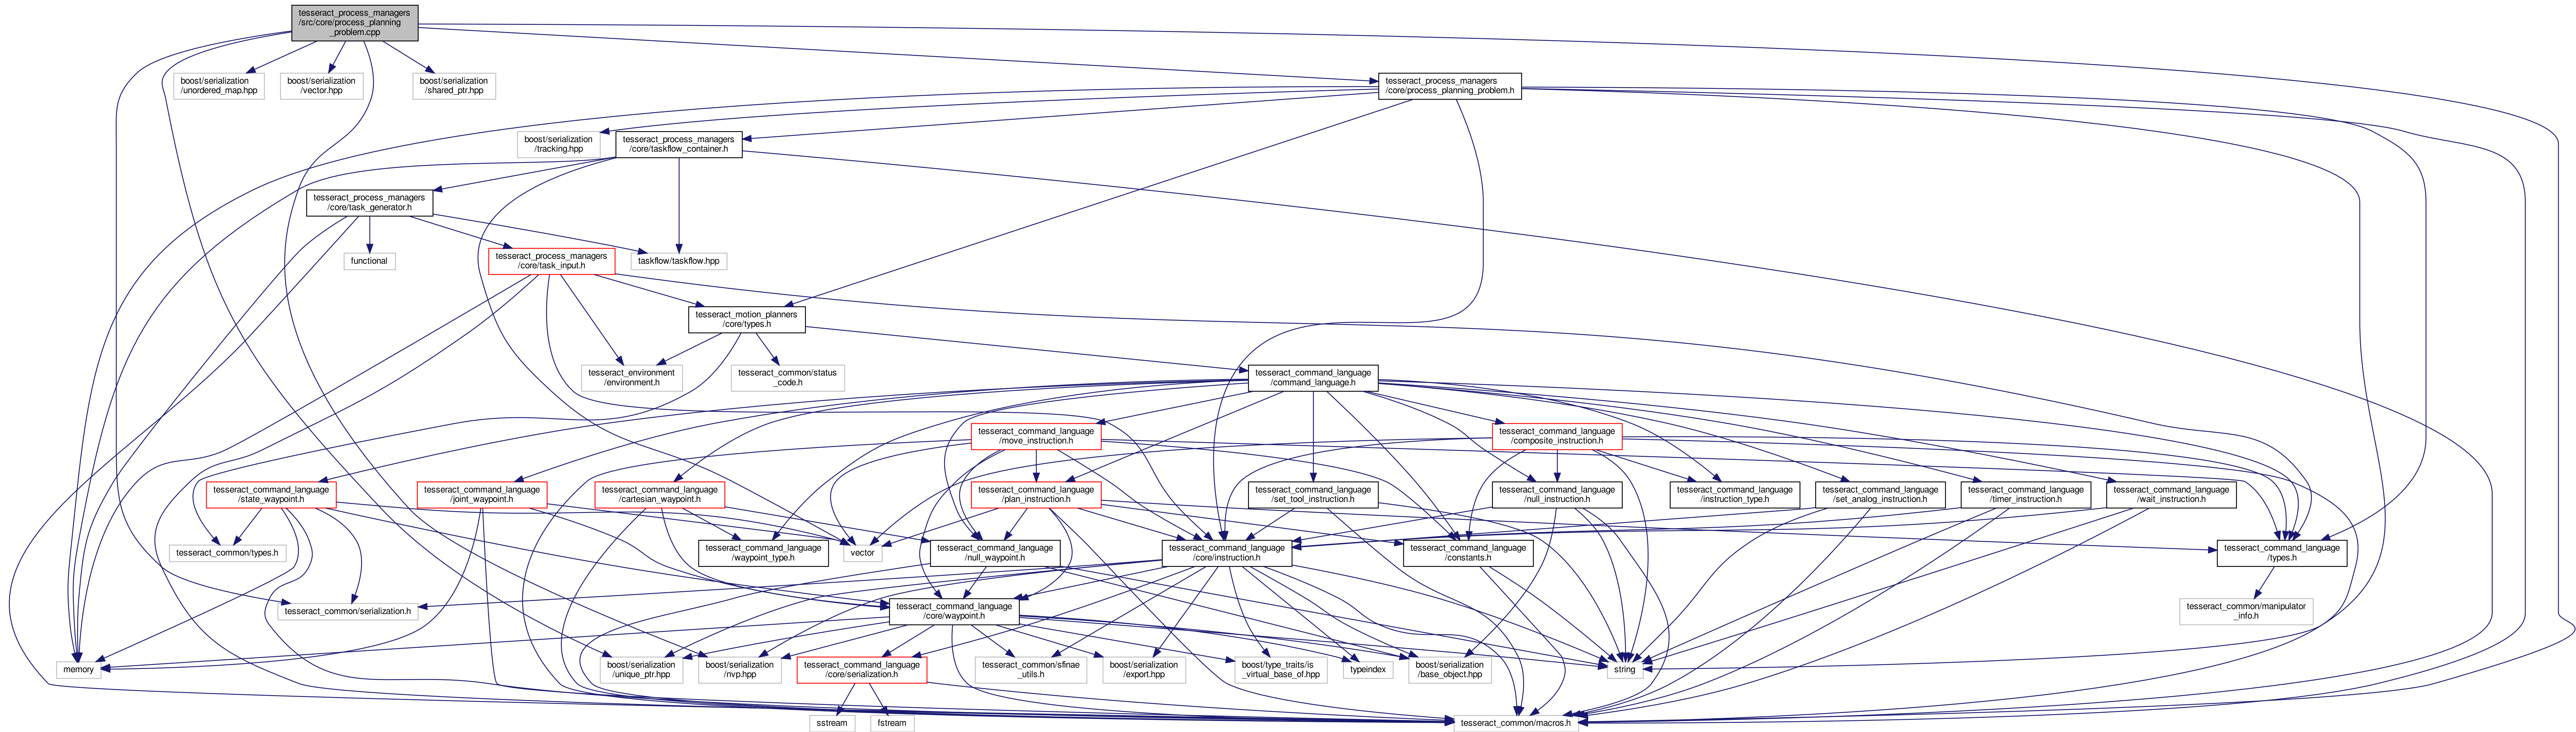 tesseract_process_managers
/src/core/process_planning
_problem.cpp
boost/serialization
/unordered_map.hpp
boost/serialization
/vector.hpp
boost/serialization
/shared_ptr.hpp
tesseract_process_managers
/core/process_planning_problem.h
boost/serialization
/tracking.hpp
tesseract_process_managers
/core/taskflow_container.h
tesseract_process_managers
/core/task_generator.h
functional
tesseract_process_managers
/core/task_input.h
taskflow/taskflow.hpp
tesseract_motion_planners
/core/types.h
tesseract_environment
/environment.h
tesseract_common/status
_code.h
tesseract_command_language
/command_language.h
tesseract_command_language
/move_instruction.h
tesseract_command_language
/composite_instruction.h
tesseract_command_language
/state_waypoint.h
tesseract_command_language
/joint_waypoint.h
tesseract_command_language
/cartesian_waypoint.h
tesseract_command_language
/plan_instruction.h
tesseract_command_language
/set_tool_instruction.h
tesseract_command_language
/null_instruction.h
tesseract_command_language
/instruction_type.h
tesseract_command_language
/set_analog_instruction.h
tesseract_command_language
/timer_instruction.h
tesseract_command_language
/wait_instruction.h
tesseract_common/types.h
tesseract_command_language
/waypoint_type.h
vector
tesseract_command_language
/null_waypoint.h
tesseract_command_language
/core/instruction.h
tesseract_command_language
/constants.h
tesseract_command_language
/types.h
tesseract_common/serialization.h
tesseract_command_language
/core/waypoint.h
tesseract_common/manipulator
_info.h
memory
boost/serialization
/unique_ptr.hpp
boost/serialization
/nvp.hpp
tesseract_command_language
/core/serialization.h
tesseract_common/sfinae
_utils.h
boost/serialization
/export.hpp
boost/type_traits/is
_virtual_base_of.hpp
typeindex
boost/serialization
/base_object.hpp
string
sstream
fstream
tesseract_common/macros.h